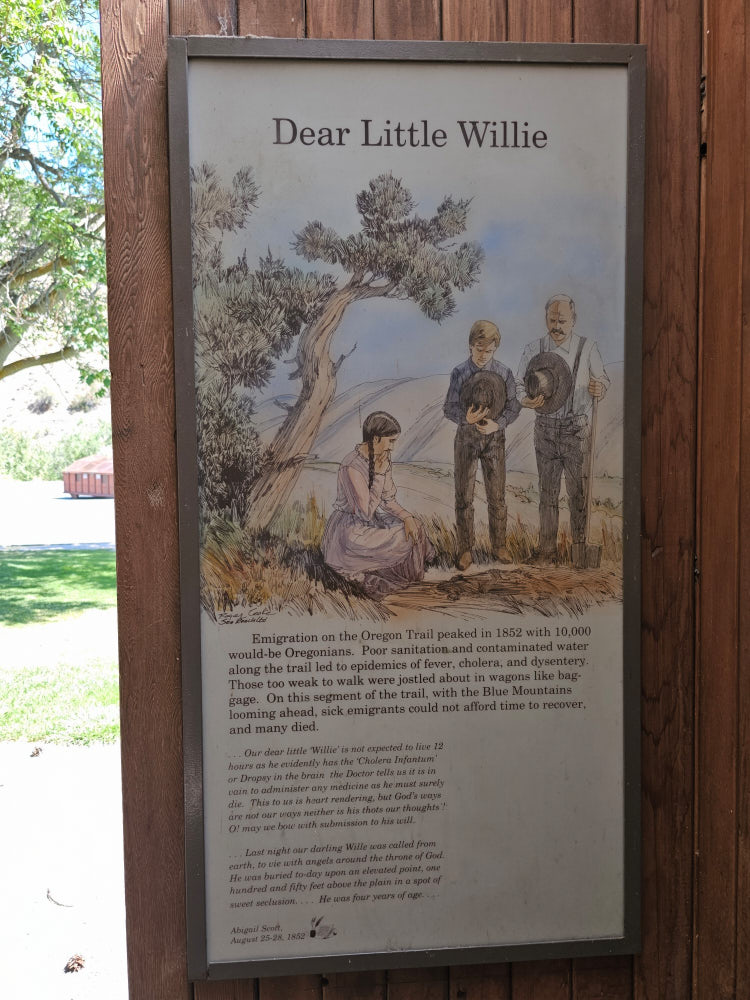 Dear Little Willie
Emigration on the Oregon Trail peaked in 1852 with 10,000
would-be Oregonians. Poor sanitation and contaminated water
along the trail led to epidemics of fever, cholera, and dysentery.
Those too weak to walk were jostled about in wagons like bag-
gage. On this segment of the trail, with the Blue Mountains
looming ahead, sick emigrants could not afford time to recover,
and many died.
. . . Our dear little 'Willie' is not expected to live 12
hours as he evidently has the 'Cholera Infantum'
or Dropsy in the brain the Doctor tells us it is in
vain to administer any medicine as he must surely
die. This to us is heart rendering, but God's ways
are not our ways neither is his thots our thoughts !
O! may we bow with submission to his will.
. . . Last night our darling Wille was called from
earth, to vie with angels around the throne of God.
He was buried to-day upon an elevated point, one
hundred and fifty feet above the plain in a spot of
sweet seclusion. . . . He was four years of age. . . .
Abigail Scott,
August 25-28, 1852